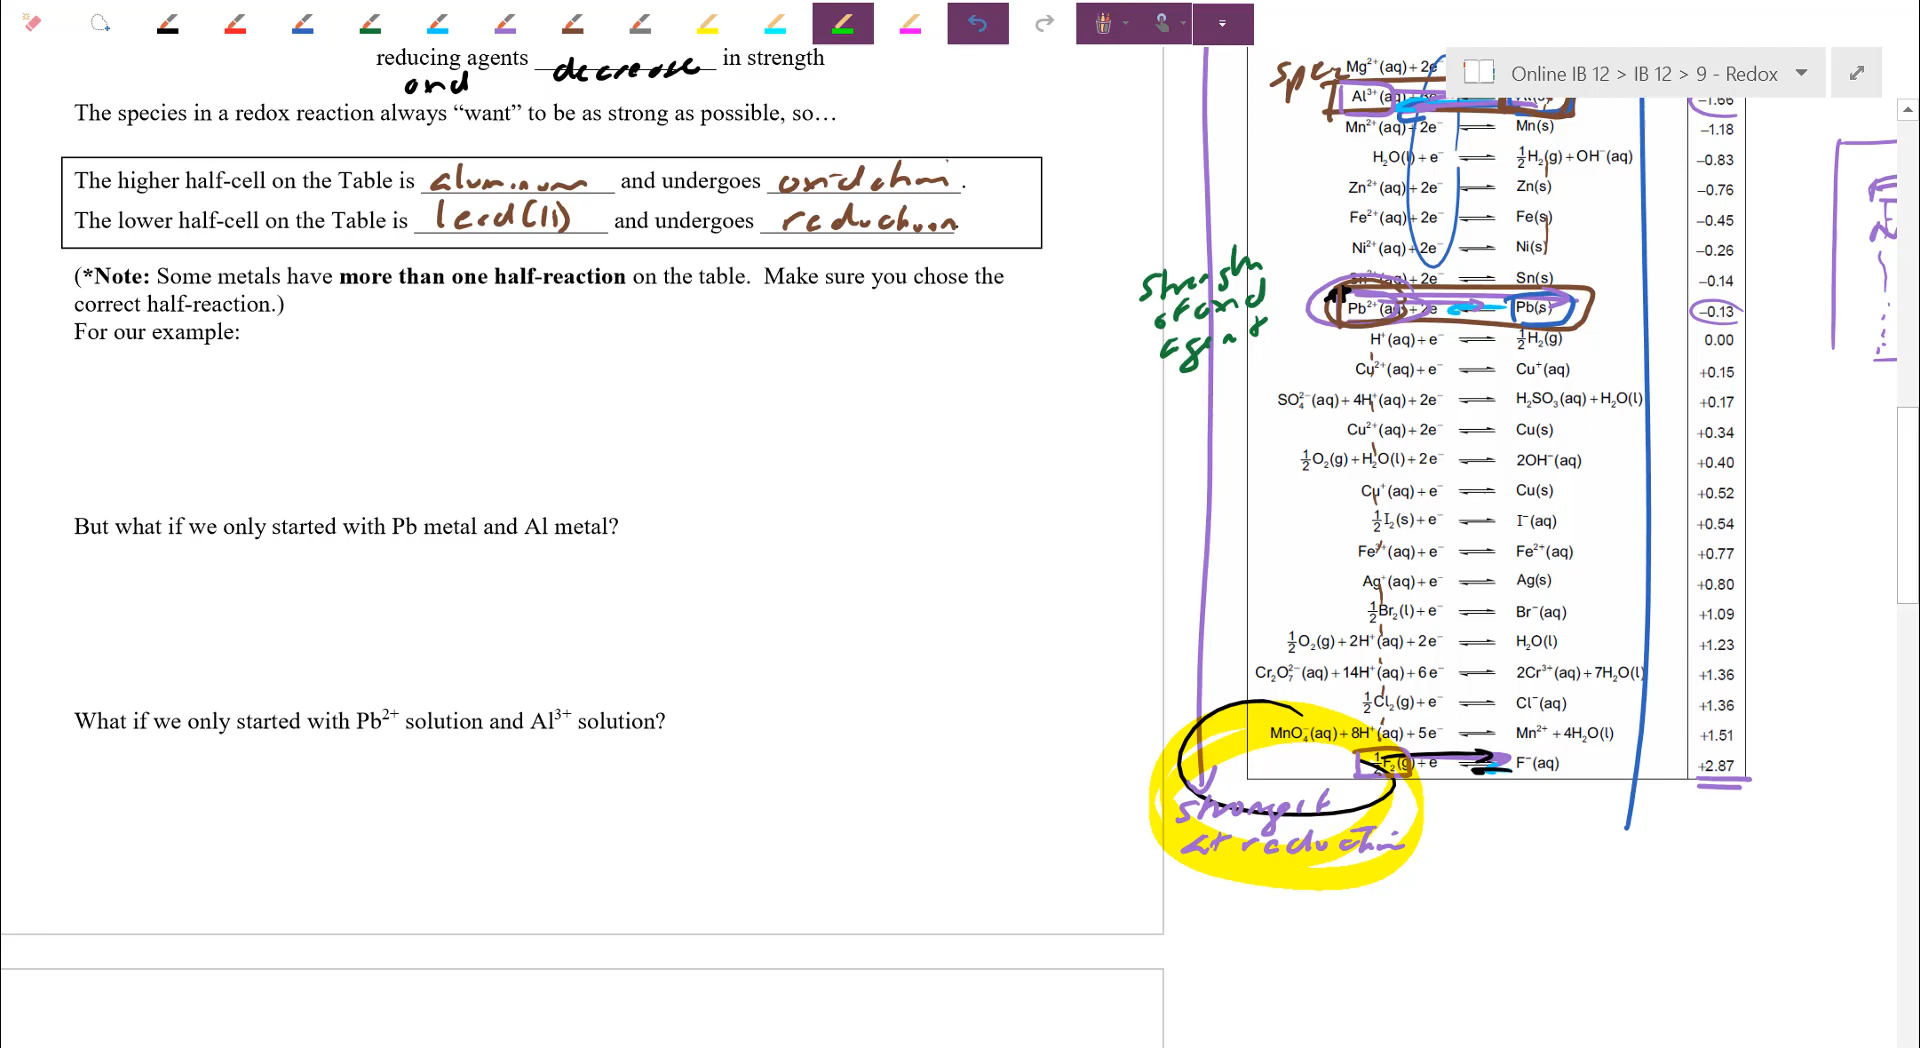 reducing agents decrease in strength
and
The species in a redox reaction always “want” to be as strong as possible, so…
The higher half-cell on the Table is aluminum and undergoes oxidation.
The lower half-cell on the Table is lead(II) and undergoes reduction.
(*Note: Some metals have more than one half-reaction on the table. Make sure you chose the
correct half-reaction.)
For our example:
But what if we only started with Pb metal and Al metal?
What if we only started with Pb²⁺ solution and Al³⁺ solution?
Online IB 12 > IB 12 > 9 - Redox
Mg²⁺(aq) + 2e⁻
Al³⁺(aq) −1.66
Mn²⁺(aq) + 2e⁻ ⇌ Mn(s) −1.18
H₂O(l) + e⁻ ⇌ ½H₂(g) + OH⁻(aq) −0.83
Zn²⁺(aq) + 2e⁻ ⇌ Zn(s) −0.76
Fe²⁺(aq) + 2e⁻ ⇌ Fe(s) −0.45
Ni²⁺(aq) + 2e⁻ ⇌ Ni(s) −0.26
Sn²⁺(aq) + 2e⁻ ⇌ Sn(s) −0.14
Pb²⁺(aq) + 2e⁻ ⇌ Pb(s) −0.13
H⁺(aq) + e⁻ ⇌ ½H₂(g) 0.00
Cu²⁺(aq) + e⁻ ⇌ Cu⁺(aq) +0.15
SO₄²⁻(aq) + 4H⁺(aq) + 2e⁻ ⇌ H₂SO₃(aq) + H₂O(l) +0.17
Cu²⁺(aq) + 2e⁻ ⇌ Cu(s) +0.34
½O₂(g) + H₂O(l) + 2e⁻ ⇌ 2OH⁻(aq) +0.40
Cu⁺(aq) + e⁻ ⇌ Cu(s) +0.52
½I₂(s) + e⁻ ⇌ I⁻(aq) +0.54
Fe³⁺(aq) + e⁻ ⇌ Fe²⁺(aq) +0.77
Ag⁺(aq) + e⁻ ⇌ Ag(s) +0.80
½Br₂(l) + e⁻ ⇌ Br⁻(aq) +1.09
½O₂(g) + 2H⁺(aq) + 2e⁻ ⇌ H₂O(l) +1.23
Cr₂O₇²⁻(aq) + 14H⁺(aq) + 6e⁻ ⇌ 2Cr³⁺(aq) + 7H₂O(l) +1.36
½Cl₂(g) + e⁻ ⇌ Cl⁻(aq) +1.36
MnO₄⁻(aq) + 8H⁺(aq) + 5e⁻ ⇌ Mn²⁺ + 4H₂O(l) +1.51
½F₂(g) + e⁻ ⇌ F⁻(aq) +2.87
strength
agent
strongest
reduction